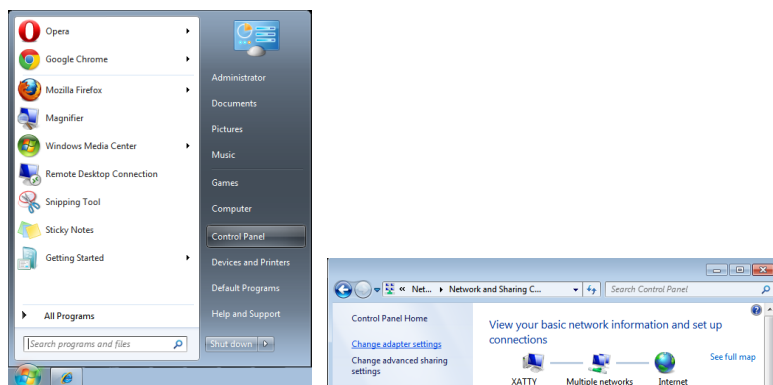 Opera
Google Chrome
Mozilla Firefox
Magnifier
Windows Media Center
Remote Desktop Connection
Snipping Tool
Sticky Notes
Getting Started
All Programs
Search programs and files
Administrator
Documents
Pictures
Music
Games
Computer
Control Panel
Devices and Printers
Default Programs
Help and Support
Shut down
« Net... Network and Sharing C...
Search Control Panel
Control Panel Home
Change adapter settings
Change advanced sharing
settings
View your basic network information and set up
connections
See full map
XATTY Multiple networks Internet